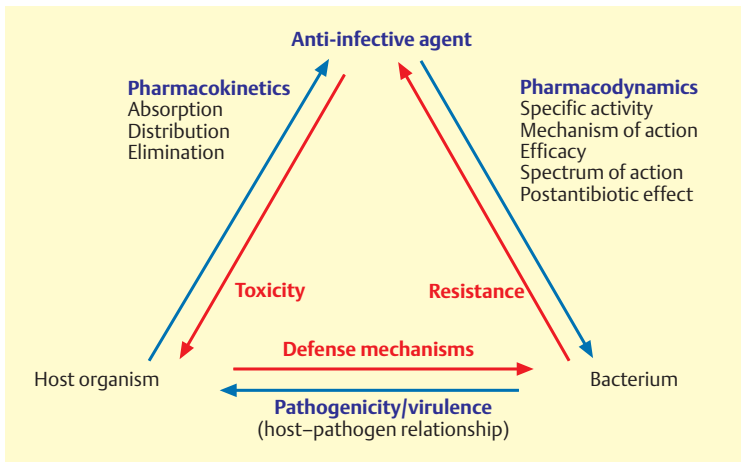 Anti-infective agent
Pharmacokinetics
Absorption
Distribution
Elimination
Pharmacodynamics
Specific activity
Mechanism of action
Efficacy
Spectrum of action
Postantibiotic effect
Toxicity
Resistance
Defense mechanisms
Host organism
Bacterium
Pathogenicity/virulence
(host–pathogen relationship)